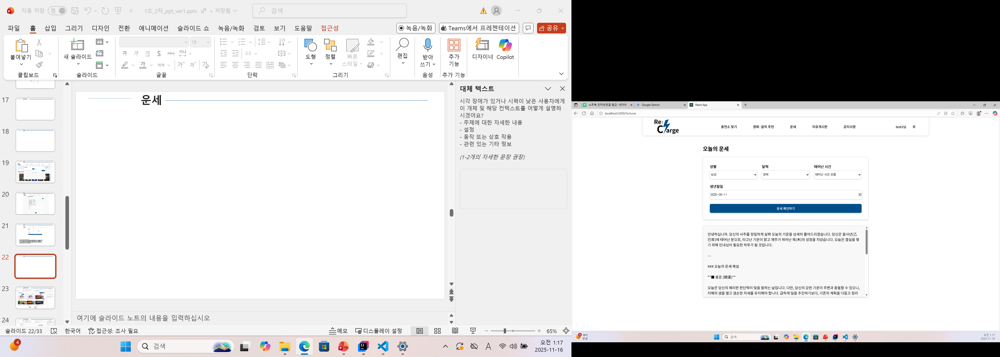 자동 저장 켬 1조_2차_ppt_ver1.pptx • 저장됨 검색
파일 홈 삽입 그리기 디자인 전환 애니메이션 슬라이드 쇼 녹음/녹화 검토 보기 도움말 접근성 녹음/녹화 Teams에서 프레젠테이션 공유
붙여넣기
클립보드
새 슬라이드
슬라이드
18
가 가 가 S 가나 가나
가 가가 가 가 가
글꼴
단락
도형 정렬 빠른 스타일
그리기
편집
받아쓰기
음성
추가 기능
추가 기능
디자이너 Copilot
17
18
19
20
21
22
23
24
운세
대체 텍스트
시각 장애가 있거나 시력이 낮은 사용자에게
이 개체 및 해당 컨텍스트를 어떻게 설명하
시겠어요?
- 주제에 대한 자세한 내용
- 설정
- 동작 또는 상호 작용
- 관련 있는 기타 정보
(1-2개의 자세한 문장 권장)
여기에 슬라이드 노트의 내용을 입력하십시오
슬라이드 22/33 한국어 접근성: 조사 필요 메모 디스플레이 설정 65%
4 검색 A 오전 1:17
2025-11-16
노트북 인터넷연결 끊김 : 네이버 Google Gemini React App
localhost:3000/fortune
Re:
C arge
충전소 찾기 영화·음악 추천 운세 자유게시판 공지사항 test2님 ☰
오늘의 운세
성별 달력 태어난 시간
남성 양력 태어난 시간 모름
생년월일
2025-09-11
운세 확인하기
안녕하십니까. 당신의 사주를 정밀하게 살펴 오늘의 기운을 상세히 풀어드리겠습니다. 당신은 을사년(乙
巳年)에 태어난 분으로, 타고난 기운이 맑고 재주가 뛰어난 목(木)의 성정을 지녔습니다. 오늘은 결실을 맺
기 위해 인내심이 필요한 하루가 될 것입니다.
---
### 오늘의 운세 해설
**■ 총운 (總運)**
오늘은 당신의 예리한 판단력이 빛을 발하는 날입니다. 다만, 당신의 강한 기운이 주변과 충돌할 수 있으니,
지혜의 샘을 열고 겸손한 자세를 유지해야 합니다. 급하게 일을 추진하기보다, 기존의 계획을 다듬고 정리
4 16°C
맑음
검색
오전 1:17
2025-11-16